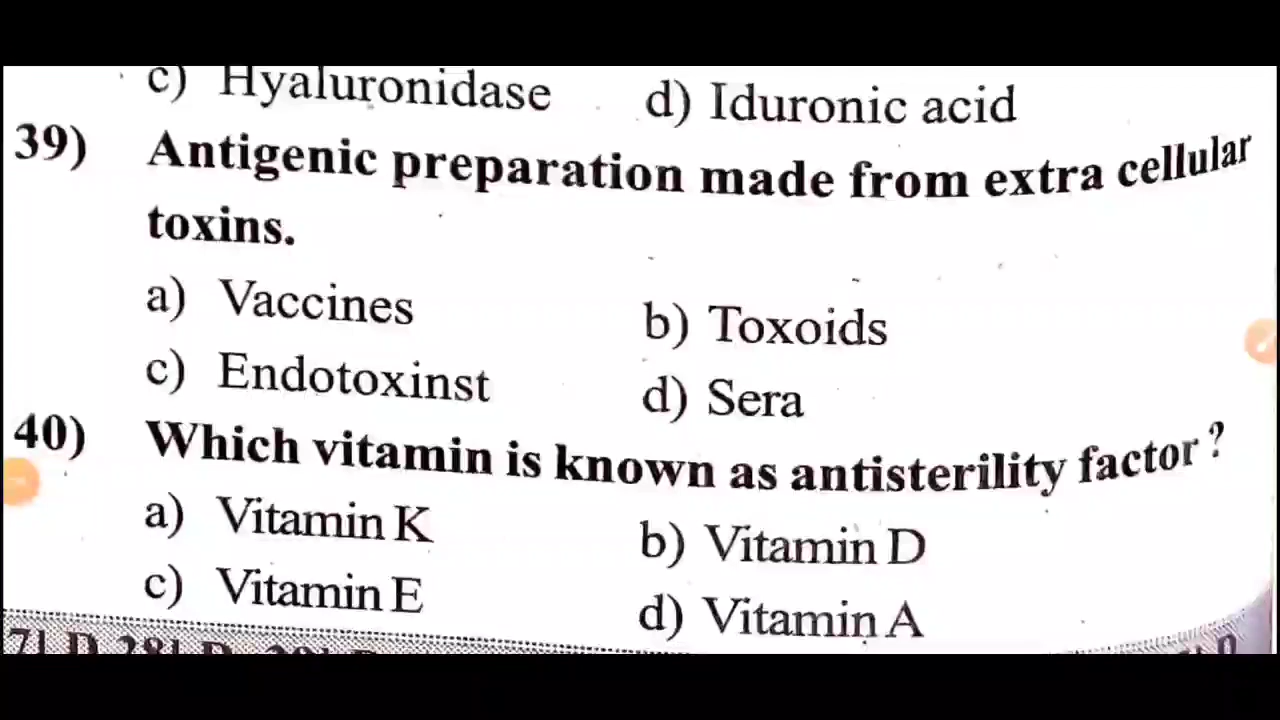 c) Hyaluronidase d) Iduronic acid
39) Antigenic preparation made from extra cellular
toxins.
a) Vaccines b) Toxoids
c) Endotoxinst d) Sera
40) Which vitamin is known as antisterility factor ?
a) Vitamin K b) Vitamin D
c) Vitamin E d) Vitamin A